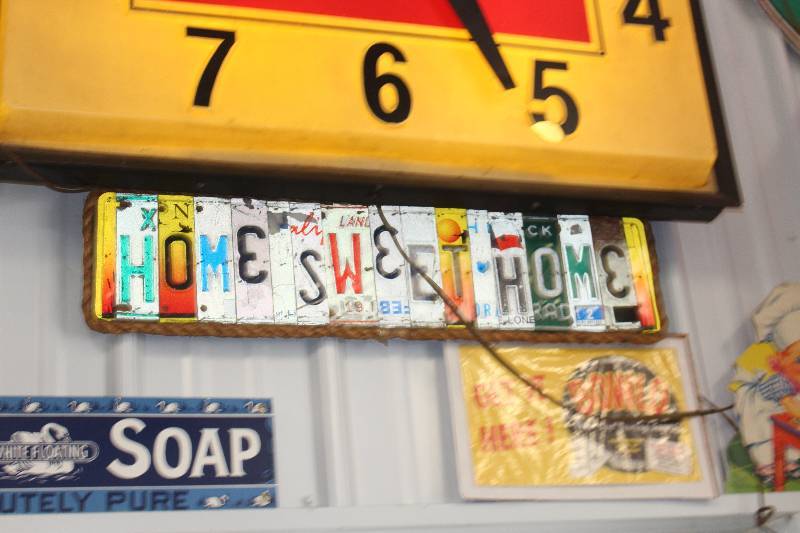 4
7 6 5
HOME SWEET HOME
GET IT
HERE!
WHITE FLOATING
SOAP
UTELY PURE